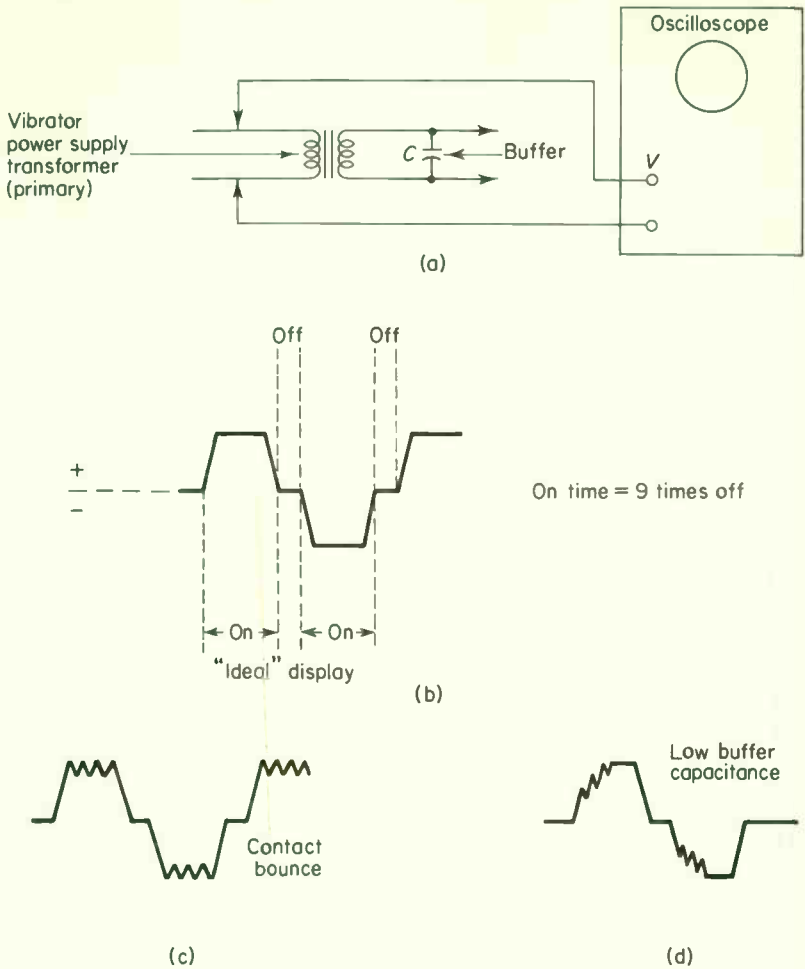 Oscilloscope
Vibrator
power supply
transformer
(primary)
C
Buffer
V
(a)
Off
Off
+
−
On time = 9 times off
On
On
"Ideal" display
(b)
Contact
bounce
Low buffer
capacitance
(c)
(d)